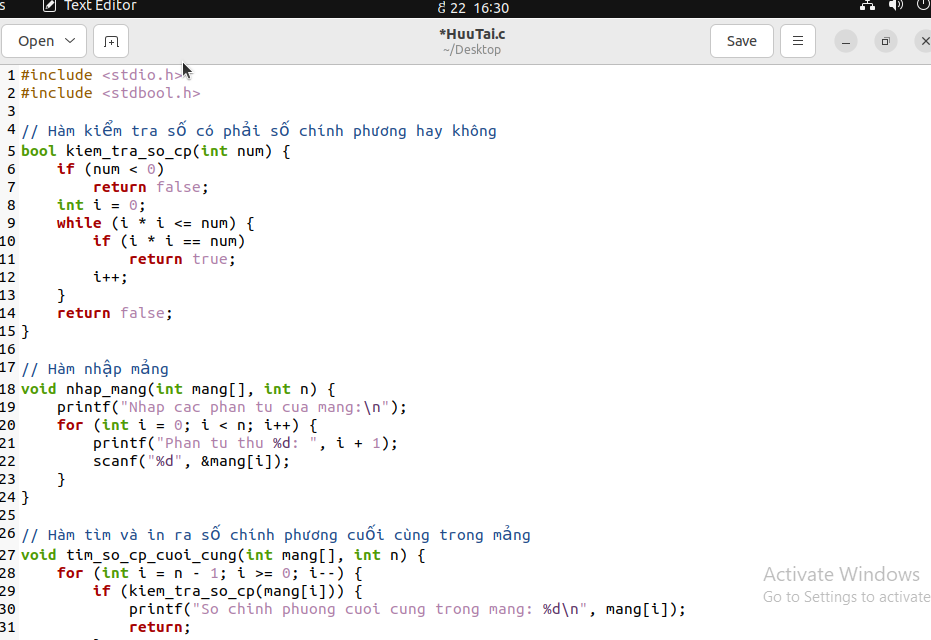 Text Editor
22 16:30
Open
*HuuTai.c
~/Desktop
Save
1 #include <stdio.h>
2 #include <stdbool.h>
3
4 // Hàm kiểm tra số có phải số chính phương hay không
5 bool kiem_tra_so_cp(int num) {
6 if (num < 0)
7 return false;
8 int i = 0;
9 while (i * i <= num) {
10 if (i * i == num)
11 return true;
12 i++;
13 }
14 return false;
15 }
16
17 // Hàm nhập mảng
18 void nhap_mang(int mang[], int n) {
19 printf("Nhap cac phan tu cua mang:\n");
20 for (int i = 0; i < n; i++) {
21 printf("Phan tu thu %d: ", i + 1);
22 scanf("%d", &mang[i]);
23 }
24 }
25
26 // Hàm tìm và in ra số chính phương cuối cùng trong mảng
27 void tim_so_cp_cuoi_cung(int mang[], int n) {
28 for (int i = n - 1; i >= 0; i--) {
29 if (kiem_tra_so_cp(mang[i])) {
30 printf("So chinh phuong cuoi cung trong mang: %d\n", mang[i]);
31 return;
Activate Windows
Go to Settings to activate